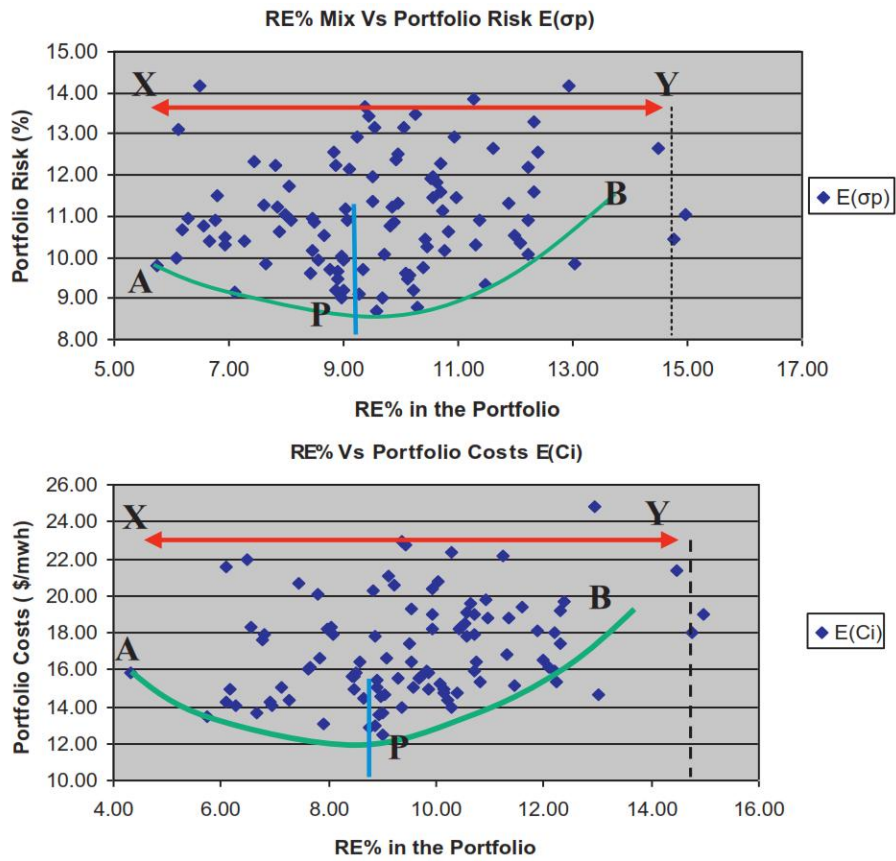 RE% Mix Vs Portfolio Risk E(σp)
15.00
14.00
13.00
12.00
11.00
10.00
9.00
8.00
Portfolio Risk (%)
X
Y
A
P
B
E(σp)
5.00 7.00 9.00 11.00 13.00 15.00 17.00
RE% in the Portfolio
RE% Vs Portfolio Costs E(Ci)
26.00
24.00
22.00
20.00
18.00
16.00
14.00
12.00
10.00
Portfolio Costs ( $/mwh)
X
Y
A
P
B
E(Ci)
4.00 6.00 8.00 10.00 12.00 14.00 16.00
RE% in the Portfolio